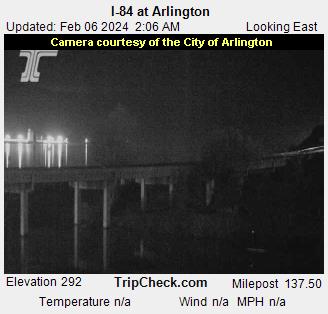 I-84 at Arlington
Updated: Feb 06 2024 2:06 AM Looking East
Camera courtesy of the City of Arlington
Elevation 292 TripCheck.com Milepost 137.50
Temperature n/a Wind n/a MPH n/a